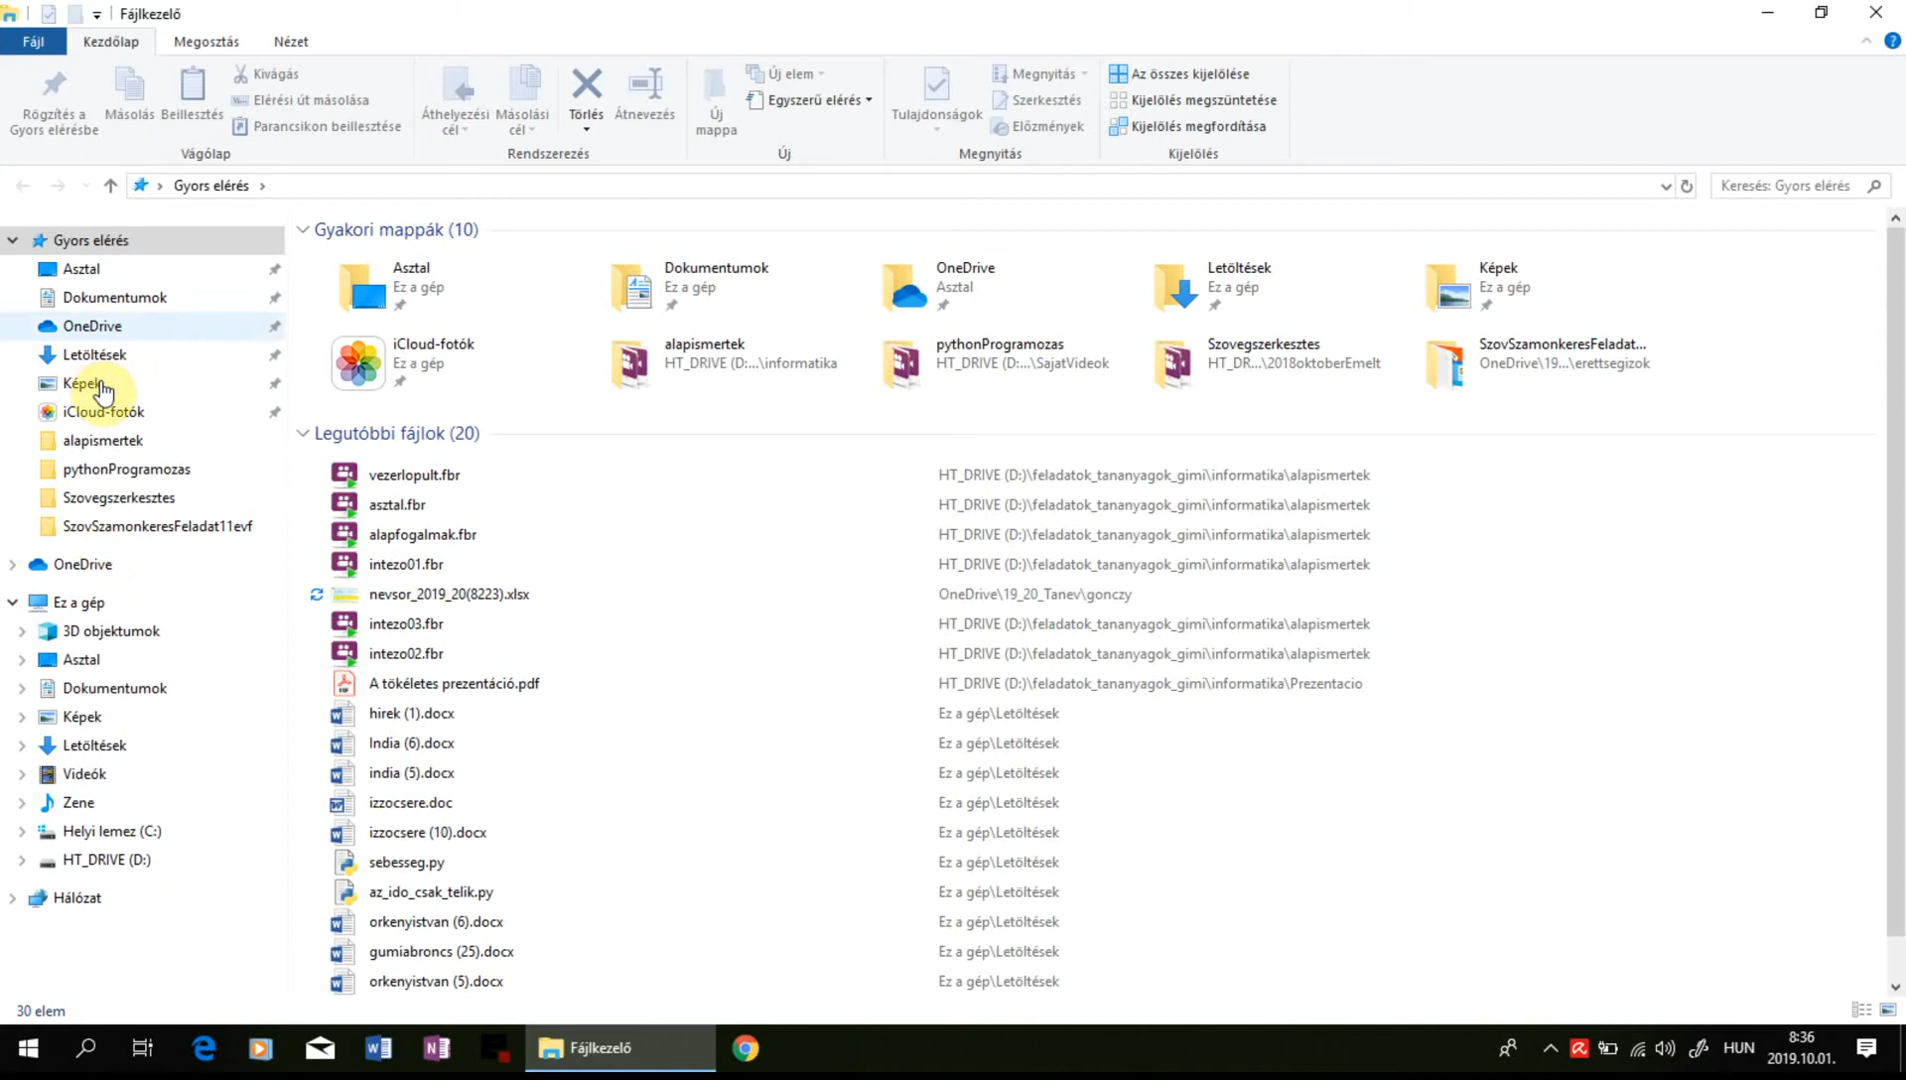 Fájlkezelő
Fájl Kezdőlap Megosztás Nézet
Rögzítés a Gyors elérésbe
Másolás
Beillesztés
Kivágás
Elérési út másolása
Parancsikon beillesztése
Vágólap
Áthelyezési cél
Másolási cél
Törlés
Átnevezés
Rendszerezés
Új mappa
Új elem
Egyszerű elérés
Új
Tulajdonságok
Megnyitás
Szerkesztés
Előzmények
Megnyitás
Az összes kijelölése
Kijelölés megszüntetése
Kijelölés megfordítása
Kijelölés
Gyors elérés
Keresés: Gyors elérés
Gyors elérés
Asztal
Dokumentumok
OneDrive
Letöltések
Képek
iCloud-fotók
alapismertek
pythonProgramozas
Szovegszerkesztes
SzovSzamonkeresFeladat11evf
OneDrive
Ez a gép
3D objektumok
Asztal
Dokumentumok
Képek
Letöltések
Videók
Zene
Helyi lemez (C:)
HT_DRIVE (D:)
Hálózat
Gyakori mappák (10)
Asztal
Ez a gép
Dokumentumok
Ez a gép
OneDrive
Asztal
Letöltések
Ez a gép
Képek
Ez a gép
iCloud-fotók
Ez a gép
alapismertek
HT_DRIVE (D:...\informatika
pythonProgramozas
HT_DRIVE (D:...\SajatVideok
Szovegszerkesztes
HT_DR...\2018oktoberEmelt
SzovSzamonkeresFeladat...
OneDrive\19...\erettsegizok
Legutóbbi fájlok (20)
vezerlopult.fbr HT_DRIVE (D:)\feladatok_tananyagok_gimi\informatika\alapismertek
asztal.fbr HT_DRIVE (D:)\feladatok_tananyagok_gimi\informatika\alapismertek
alapfogalmak.fbr HT_DRIVE (D:)\feladatok_tananyagok_gimi\informatika\alapismertek
intezo01.fbr HT_DRIVE (D:)\feladatok_tananyagok_gimi\informatika\alapismertek
nevsor_2019_20(8223).xlsx OneDrive\19_20_Tanev\gonczy
intezo03.fbr HT_DRIVE (D:)\feladatok_tananyagok_gimi\informatika\alapismertek
intezo02.fbr HT_DRIVE (D:)\feladatok_tananyagok_gimi\informatika\alapismertek
A tökéletes prezentáció.pdf HT_DRIVE (D:)\feladatok_tananyagok_gimi\informatika\Prezentacio
hirek (1).docx Ez a gép\Letöltések
India (6).docx Ez a gép\Letöltések
india (5).docx Ez a gép\Letöltések
izzocsere.doc Ez a gép\Letöltések
izzocsere (10).docx Ez a gép\Letöltések
sebesseg.py Ez a gép\Letöltések
az_ido_csak_telik.py Ez a gép\Letöltések
orkenyistvan (6).docx Ez a gép\Letöltések
gumiabroncs (25).docx Ez a gép\Letöltések
orkenyistvan (5).docx Ez a gép\Letöltések
30 elem
Fájlkezelő
HUN
8:36
2019.10.01.